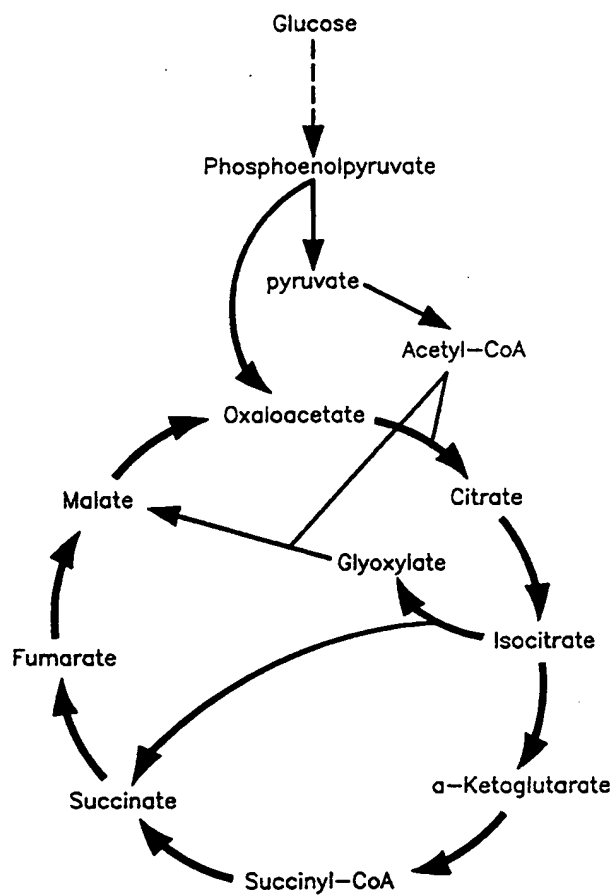 Glucose
Phosphoenolpyruvate
pyruvate
Acetyl-CoA
Oxaloacetate
Malate
Citrate
Glyoxylate
Isocitrate
Fumarate
a-Ketoglutarate
Succinate
Succinyl-CoA